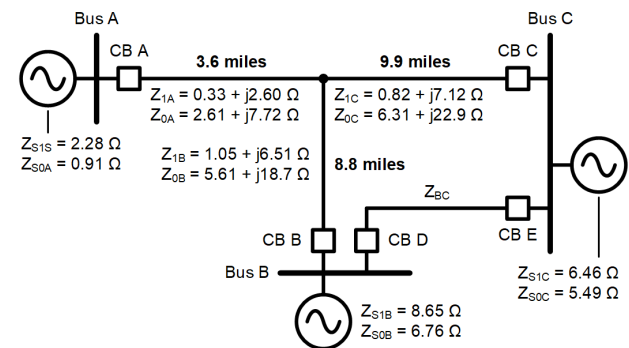 Bus A
Bus C
CB A
3.6 miles
9.9 miles
CB C
Z1A = 0.33 + j2.60 Ω
Z0A = 2.61 + j7.72 Ω
Z1C = 0.82 + j7.12 Ω
Z0C = 6.31 + j22.9 Ω
ZS1S = 2.28 Ω
ZS0A = 0.91 Ω
Z1B = 1.05 + j6.51 Ω
Z0B = 5.61 + j18.7 Ω
8.8 miles
ZBC
CB B
CB D
CB E
Bus B
ZS1C = 6.46 Ω
ZS0C = 5.49 Ω
ZS1B = 8.65 Ω
ZS0B = 6.76 Ω